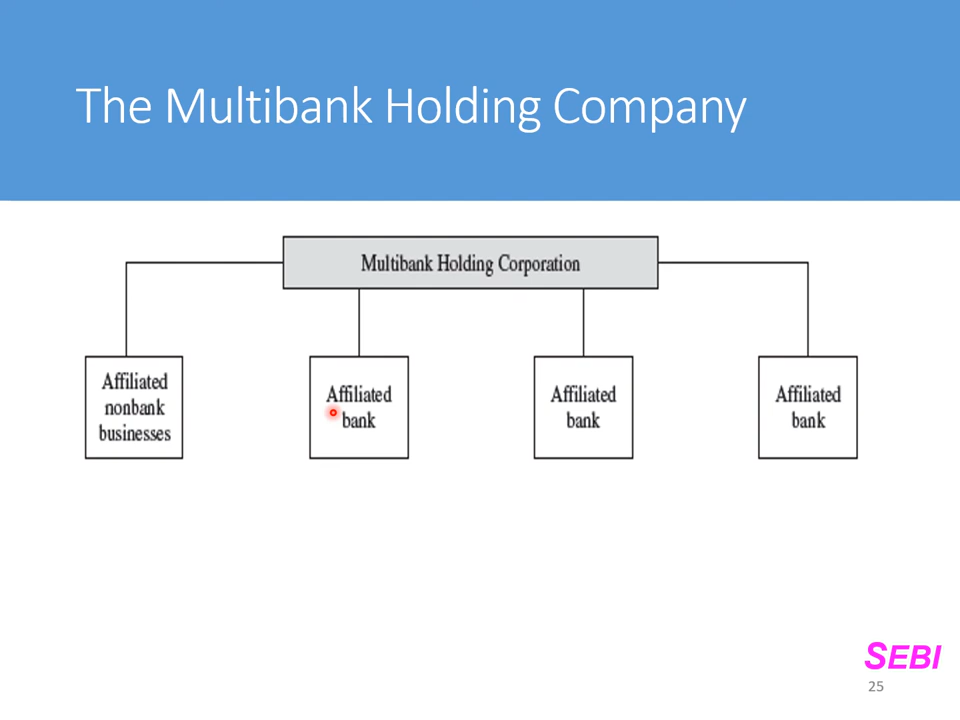 The Multibank Holding Company
Multibank Holding Corporation
Affiliated
nonbank
businesses
Affiliated
bank
Affiliated
bank
Affiliated
bank
SEBI
25